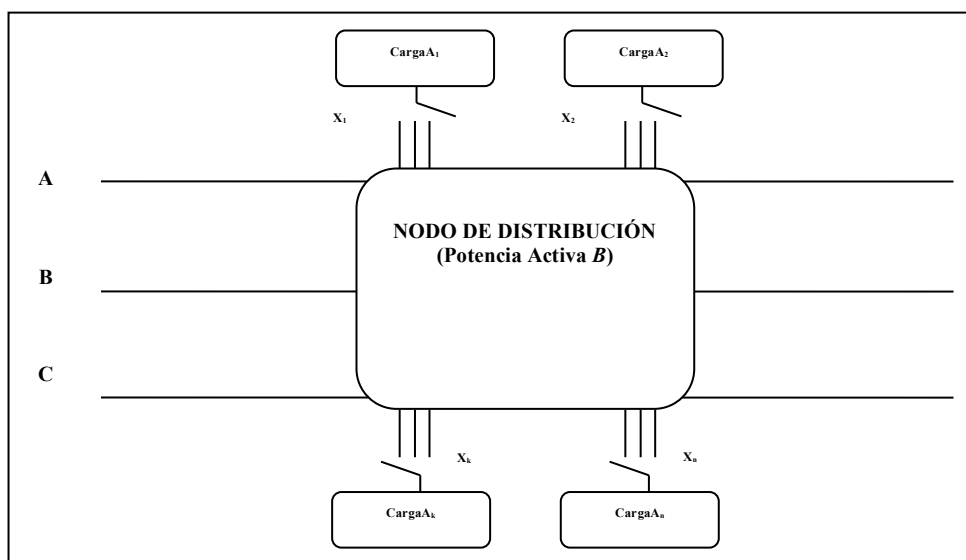 CargaA₁
CargaA₂
X₁
X₂
A
NODO DE DISTRIBUCIÓN
(Potencia Activa B)
B
C
Xₖ
Xₙ
CargaAₖ
CargaAₙ